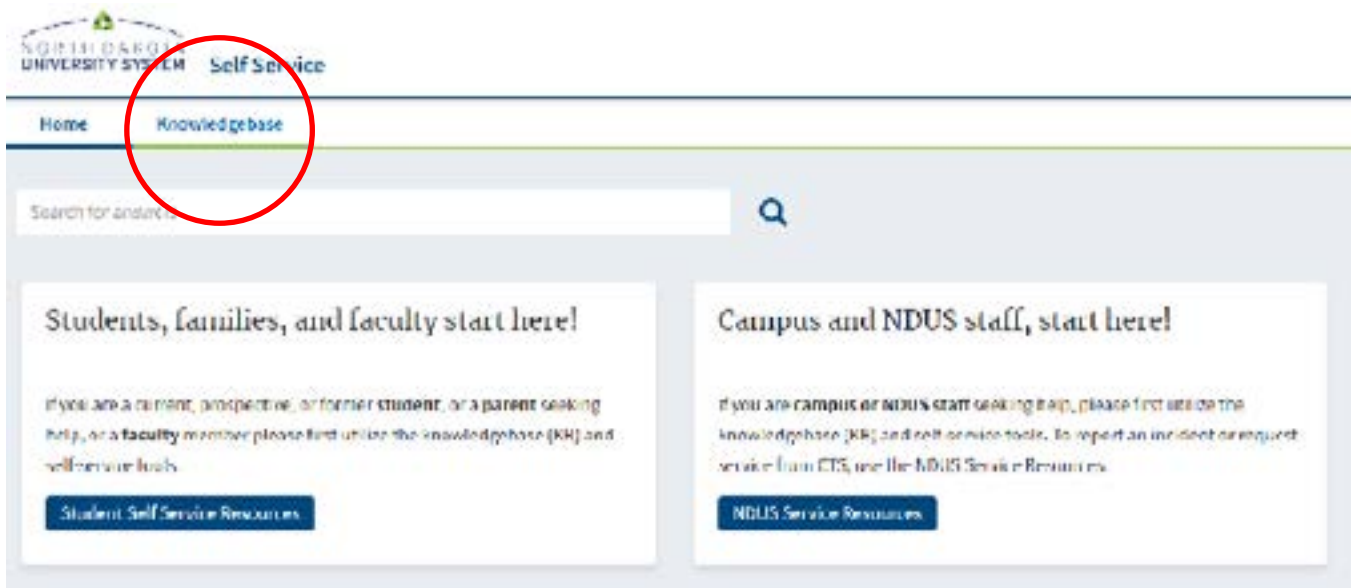 NORTH DAKOTA
UNIVERSITY SYSTEM Self Service
Home Knowledgebase
Search for answers
Students, families, and faculty start here!
If you are a current, prospective, or former student, or a parent seeking
help, or a faculty member please first utilize the knowledgebase (KB) and
self service tools.
Student Self Service Resources
Campus and NDUS staff, start here!
If you are campus or NDUS staff seeking help, please first utilize the
knowledgebase (KB) and self service tools. To report an incident or request
service from CTS, use the NDUS Service Resources.
NDUS Service Resources